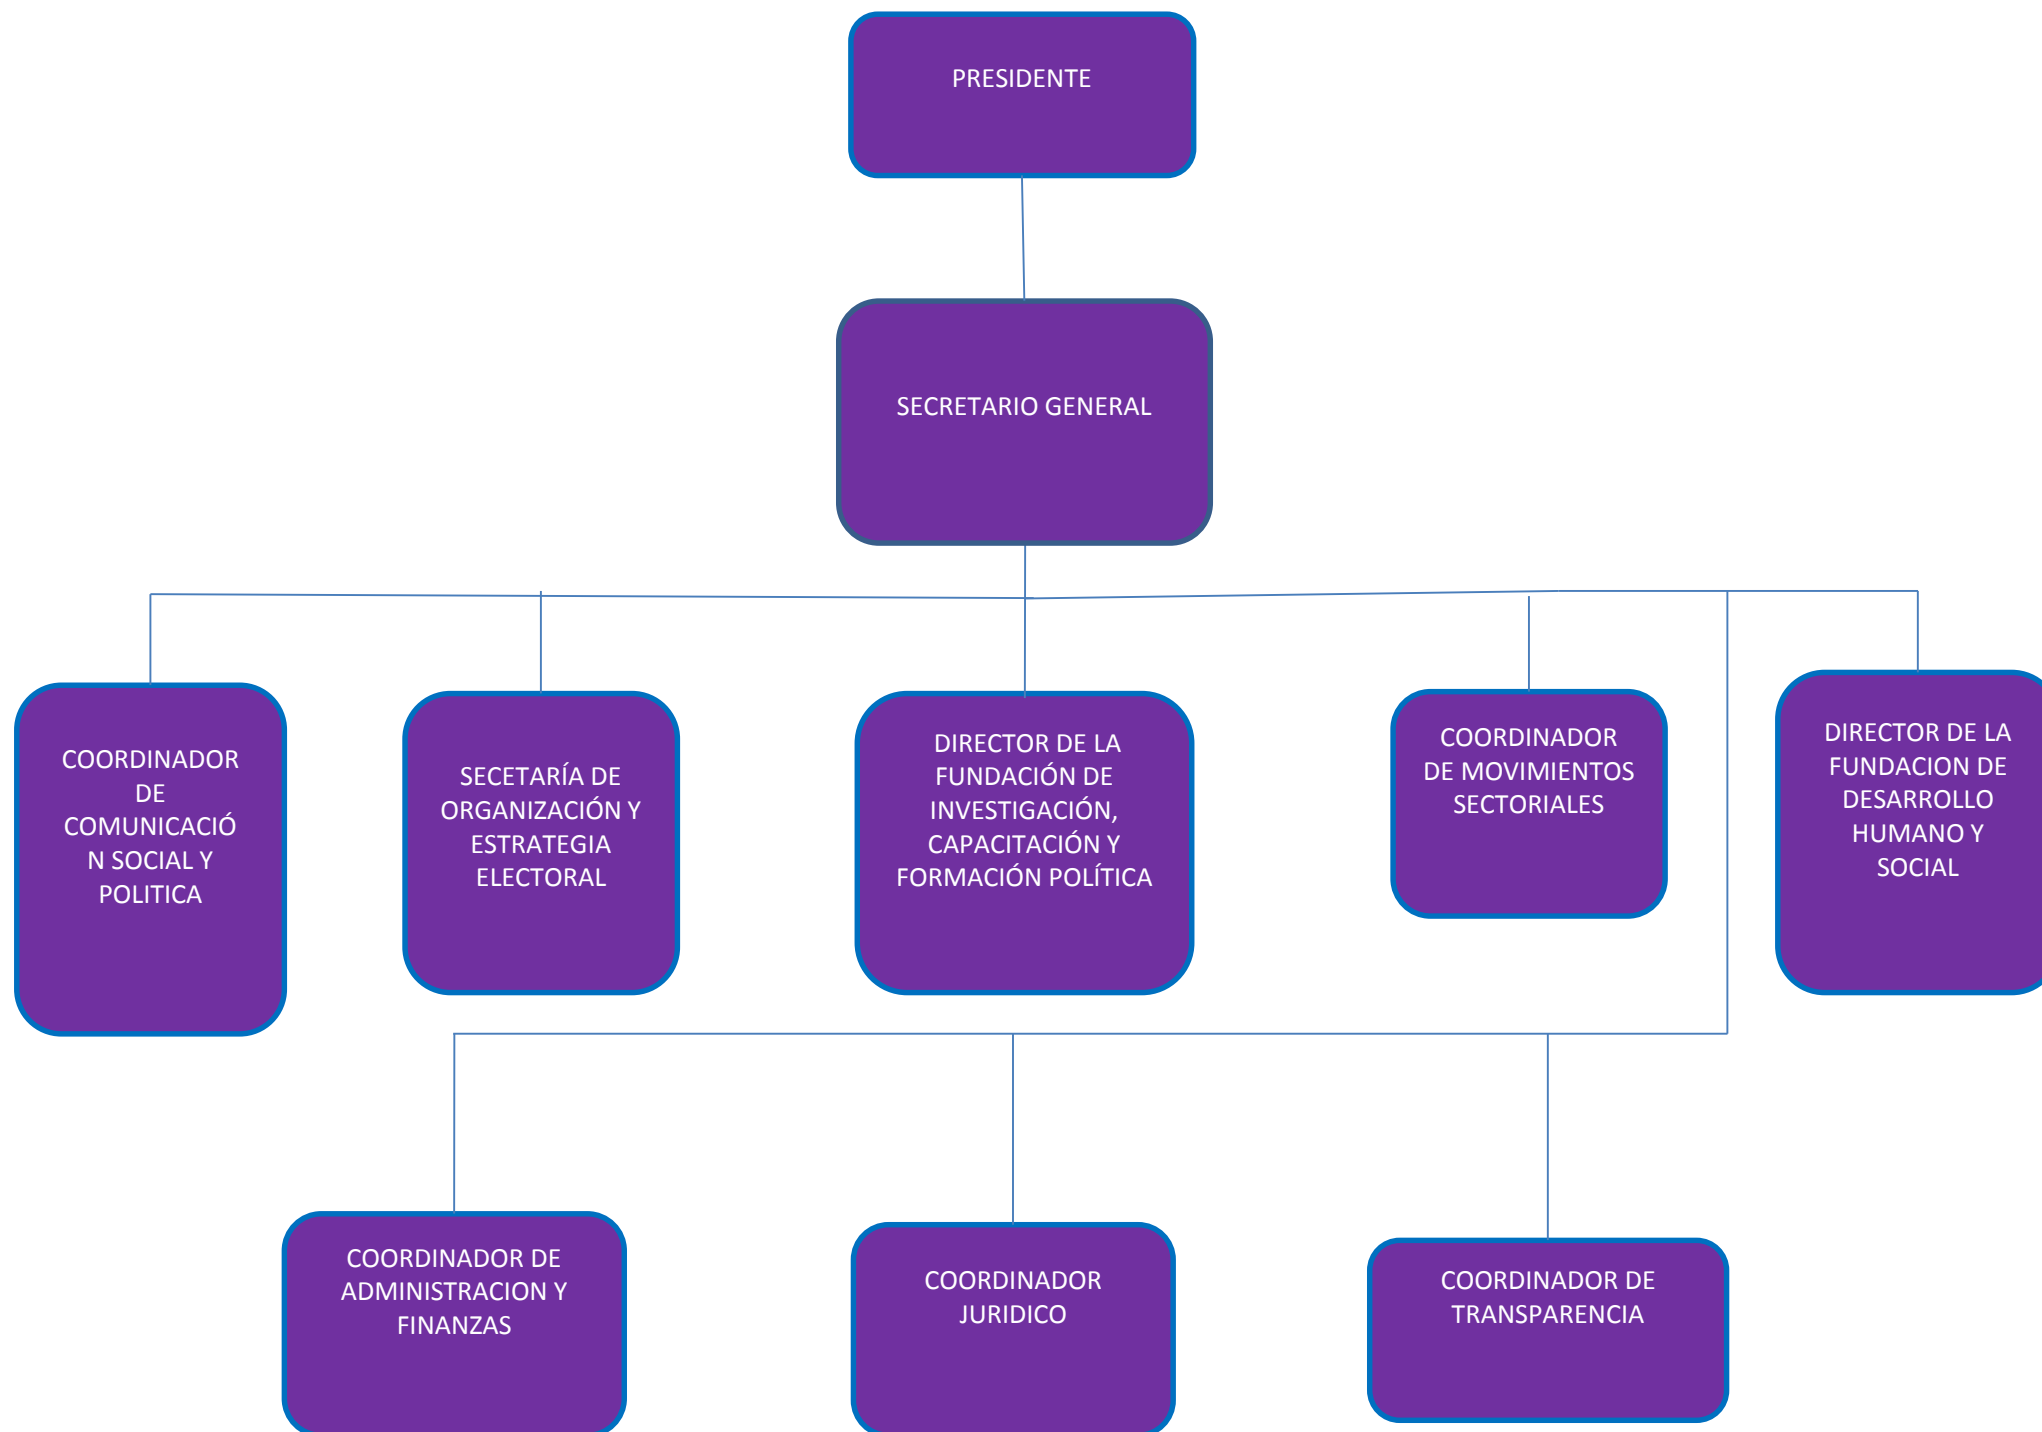 PRESIDENTE
SECRETARIO GENERAL
COORDINADOR
DE
COMUNICACIÓ
N SOCIAL Y
POLITICA
SECETARÍA DE
ORGANIZACIÓN Y
ESTRATEGIA
ELECTORAL
DIRECTOR DE LA
FUNDACIÓN DE
INVESTIGACIÓN,
CAPACITACIÓN Y
FORMACIÓN POLÍTICA
COORDINADOR
DE MOVIMIENTOS
SECTORIALES
DIRECTOR DE LA
FUNDACION DE
DESARROLLO
HUMANO Y
SOCIAL
COORDINADOR DE
ADMINISTRACION Y
FINANZAS
COORDINADOR
JURIDICO
COORDINADOR DE
TRANSPARENCIA